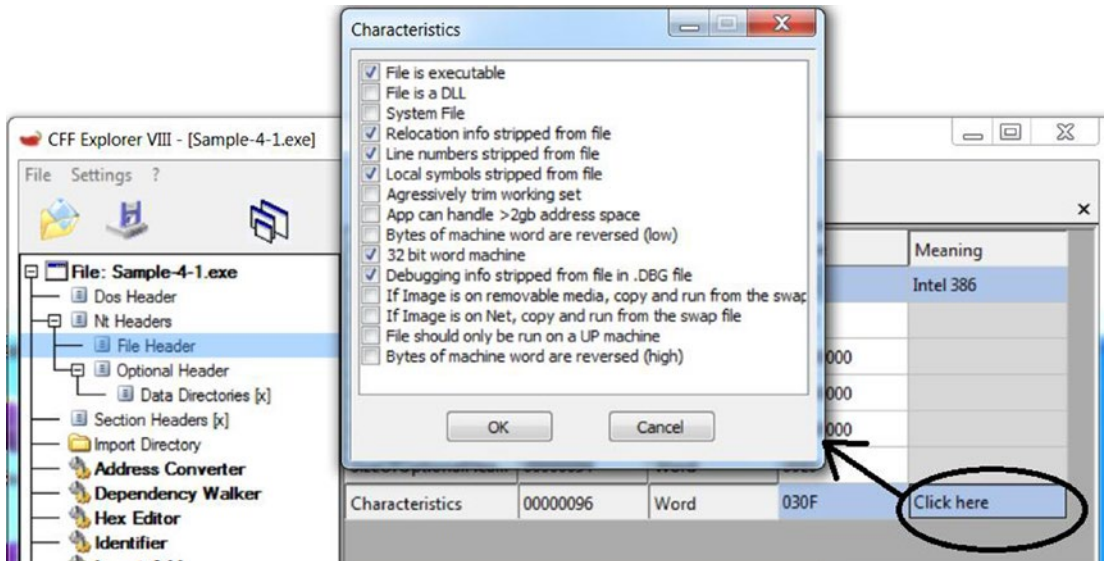 Characteristics
File is executable
File is a DLL
System File
Relocation info stripped from file
Line numbers stripped from file
Local symbols stripped from file
Agressively trim working set
App can handle >2gb address space
Bytes of machine word are reversed (low)
32 bit word machine
Debugging info stripped from file in .DBG file
If Image is on removable media, copy and run from the swap
If Image is on Net, copy and run from the swap file
File should only be run on a UP machine
Bytes of machine word are reversed (high)
OK Cancel
CFF Explorer VIII - [Sample-4-1.exe]
File Settings ?
File: Sample-4-1.exe
Dos Header
Nt Headers
File Header
Optional Header
Data Directories [x]
Section Headers [x]
Import Directory
Address Converter
Dependency Walker
Hex Editor
Identifier
Meaning
Intel 386
000
000
000
Characteristics 00000096 Word 030F Click here